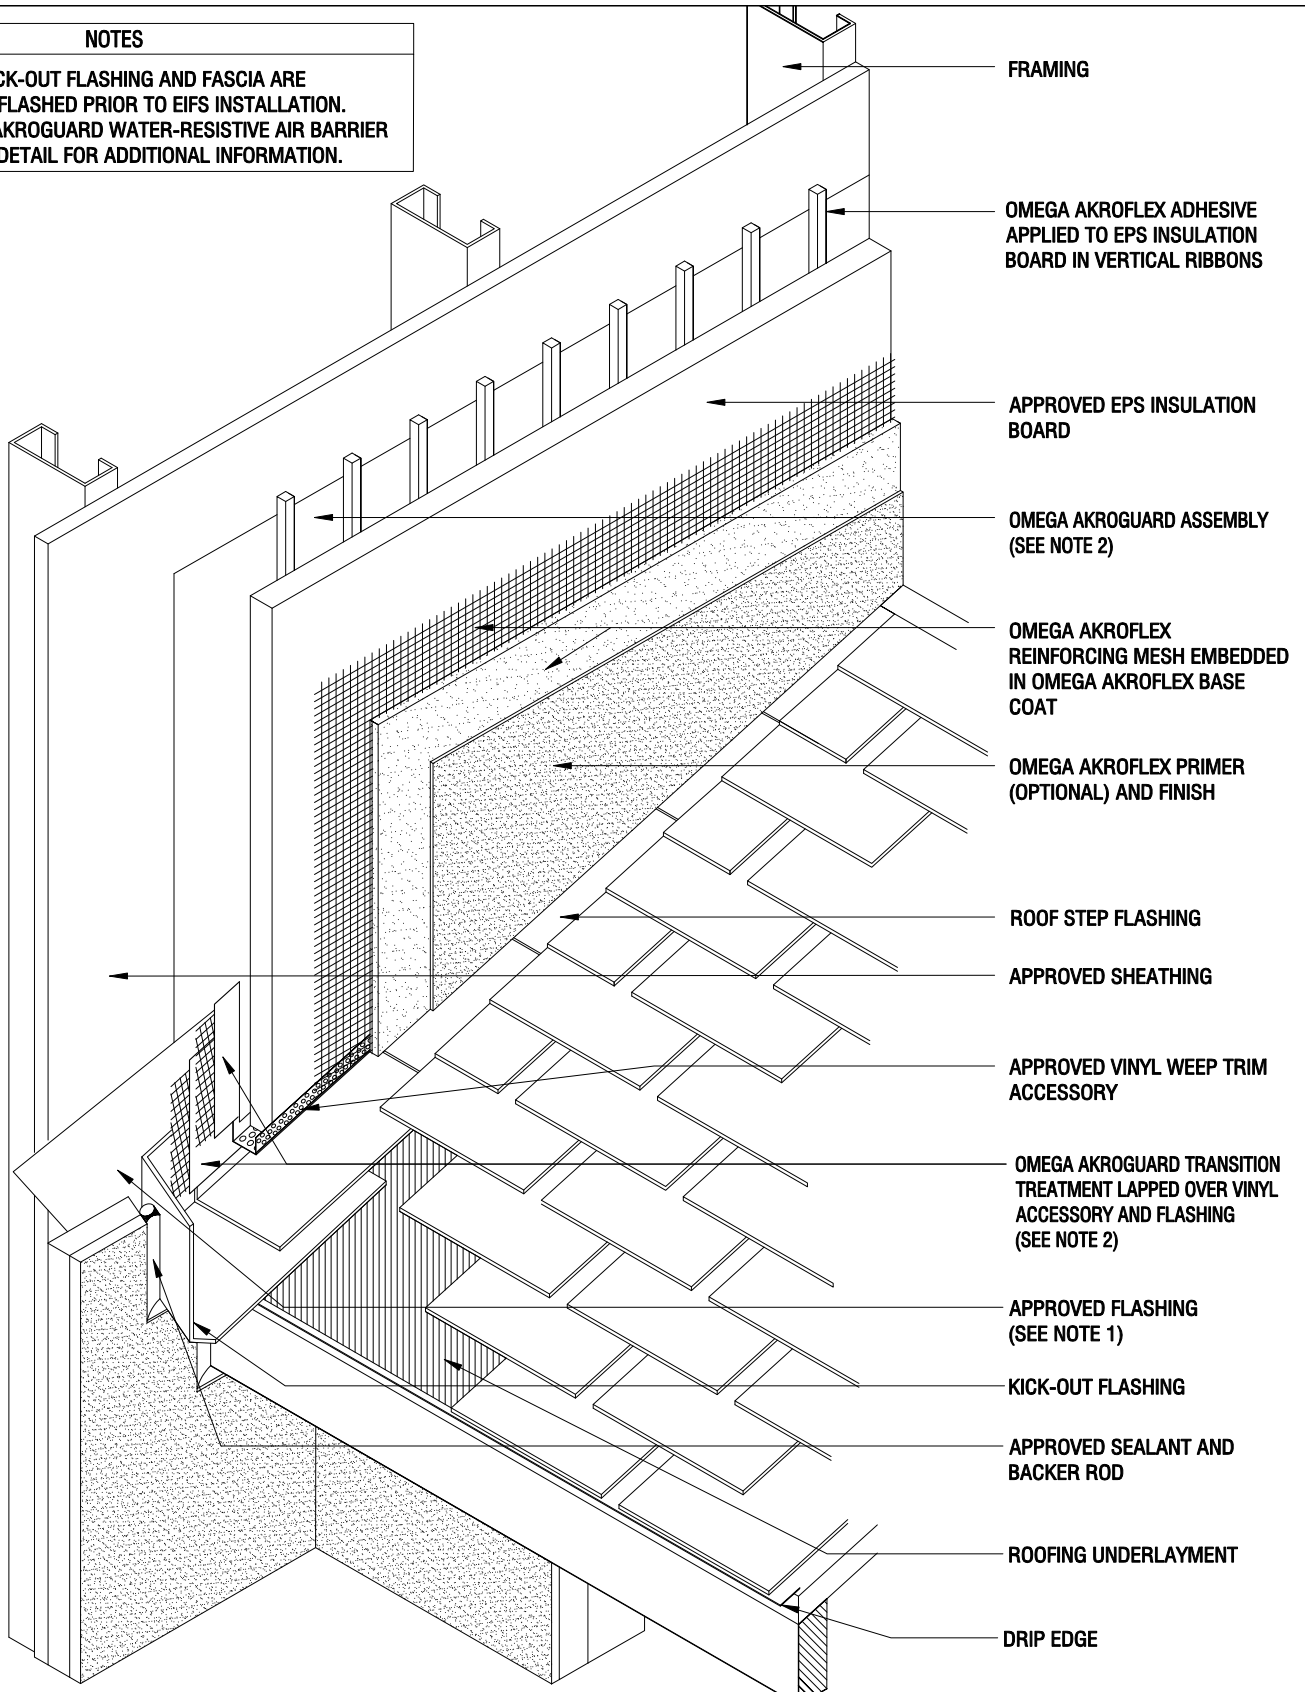 NOTES
CK-OUT FLASHING AND FASCIA ARE
FLASHED PRIOR TO EIFS INSTALLATION.
AKROGUARD WATER-RESISTIVE AIR BARRIER
DETAIL FOR ADDITIONAL INFORMATION.
FRAMING
OMEGA AKROFLEX ADHESIVE
APPLIED TO EPS INSULATION
BOARD IN VERTICAL RIBBONS
APPROVED EPS INSULATION
BOARD
OMEGA AKROGUARD ASSEMBLY
(SEE NOTE 2)
OMEGA AKROFLEX
REINFORCING MESH EMBEDDED
IN OMEGA AKROFLEX BASE
COAT
OMEGA AKROFLEX PRIMER
(OPTIONAL) AND FINISH
ROOF STEP FLASHING
APPROVED SHEATHING
APPROVED VINYL WEEP TRIM
ACCESSORY
OMEGA AKROGUARD TRANSITION
TREATMENT LAPPED OVER VINYL
ACCESSORY AND FLASHING
(SEE NOTE 2)
APPROVED FLASHING
(SEE NOTE 1)
KICK-OUT FLASHING
APPROVED SEALANT AND
BACKER ROD
ROOFING UNDERLAYMENT
DRIP EDGE